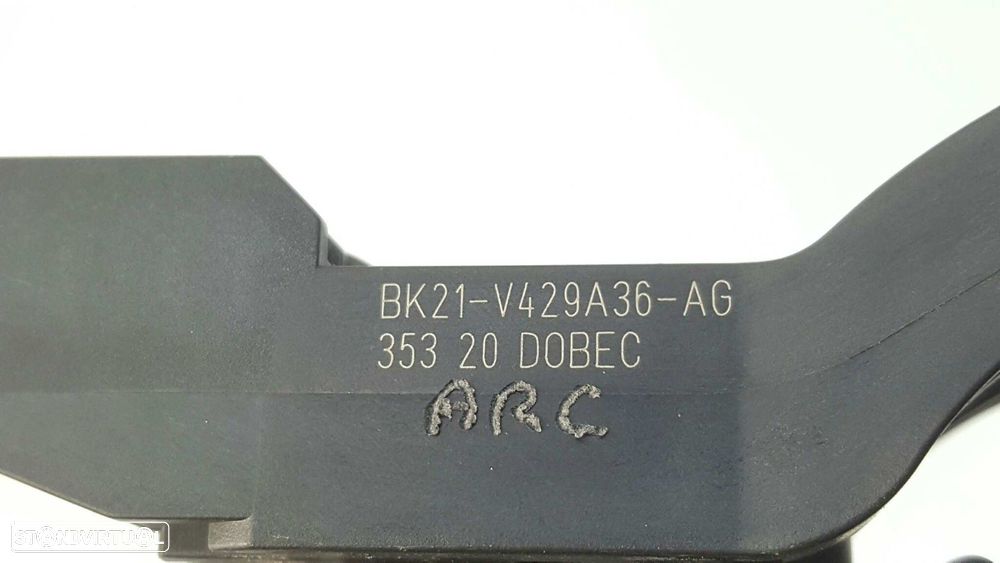 BK21-V429A36-AG
353 20 DOBEC
ARC
STANDVIRTUAL